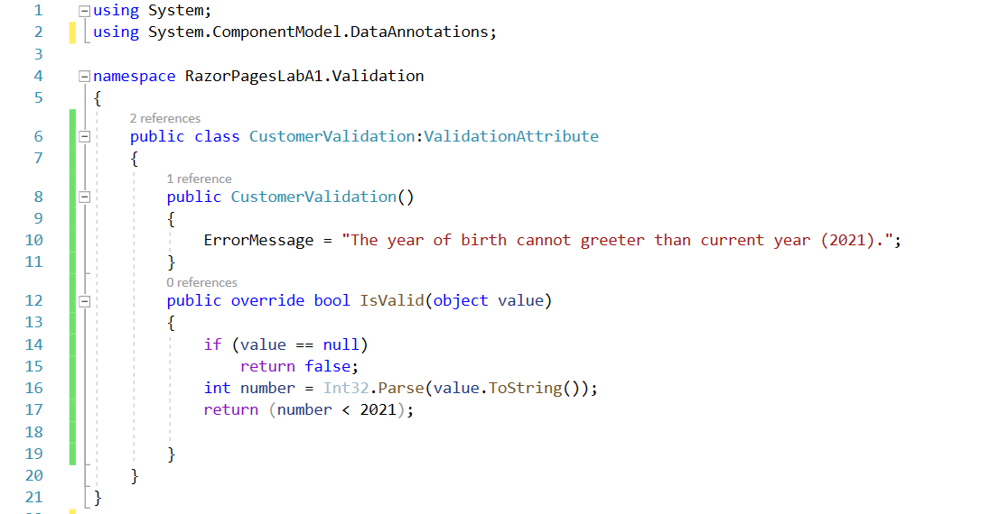 1 using System;
2 using System.ComponentModel.DataAnnotations;
3
4 namespace RazorPagesLabA1.Validation
5 {
2 references
6 public class CustomerValidation:ValidationAttribute
7 {
1 reference
8 public CustomerValidation()
9 {
10 ErrorMessage = "The year of birth cannot greeter than current year (2021).";
11 }
0 references
12 public override bool IsValid(object value)
13 {
14 if (value == null)
15 return false;
16 int number = Int32.Parse(value.ToString());
17 return (number < 2021);
18
19 }
20 }
21 }